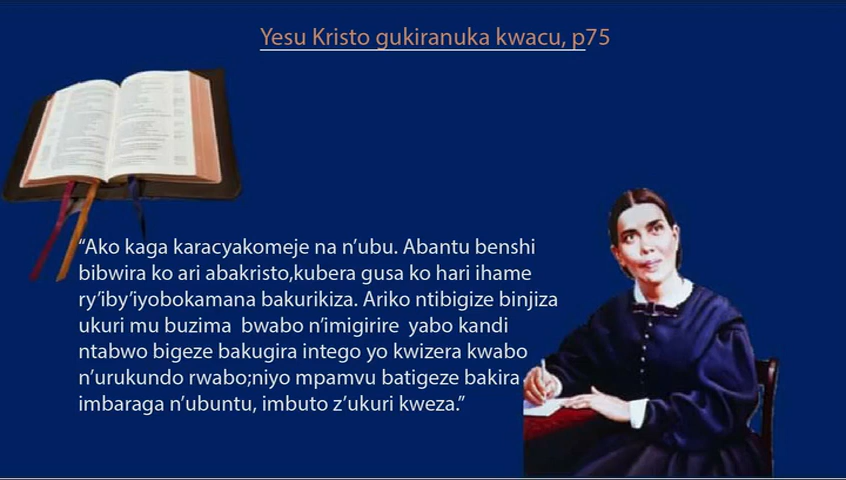 Yesu Kristo gukiranuka kwacu, p75
“Ako kaga karacyakomeje na n’ubu. Abantu benshi
bibwira ko ari abakristo,kubera gusa ko hari ihame
ry’iby’iyobokamana bakurikiza. Ariko ntibigize binjiza
ukuri mu buzima bwabo n’imigirire yabo kandi
ntabwo bigeze bakugira intego yo kwizera kwabo
n’urukundo rwabo;niyo mpamvu batigeze bakira
imbaraga n’ubuntu, imbuto z’ukuri kweza.”